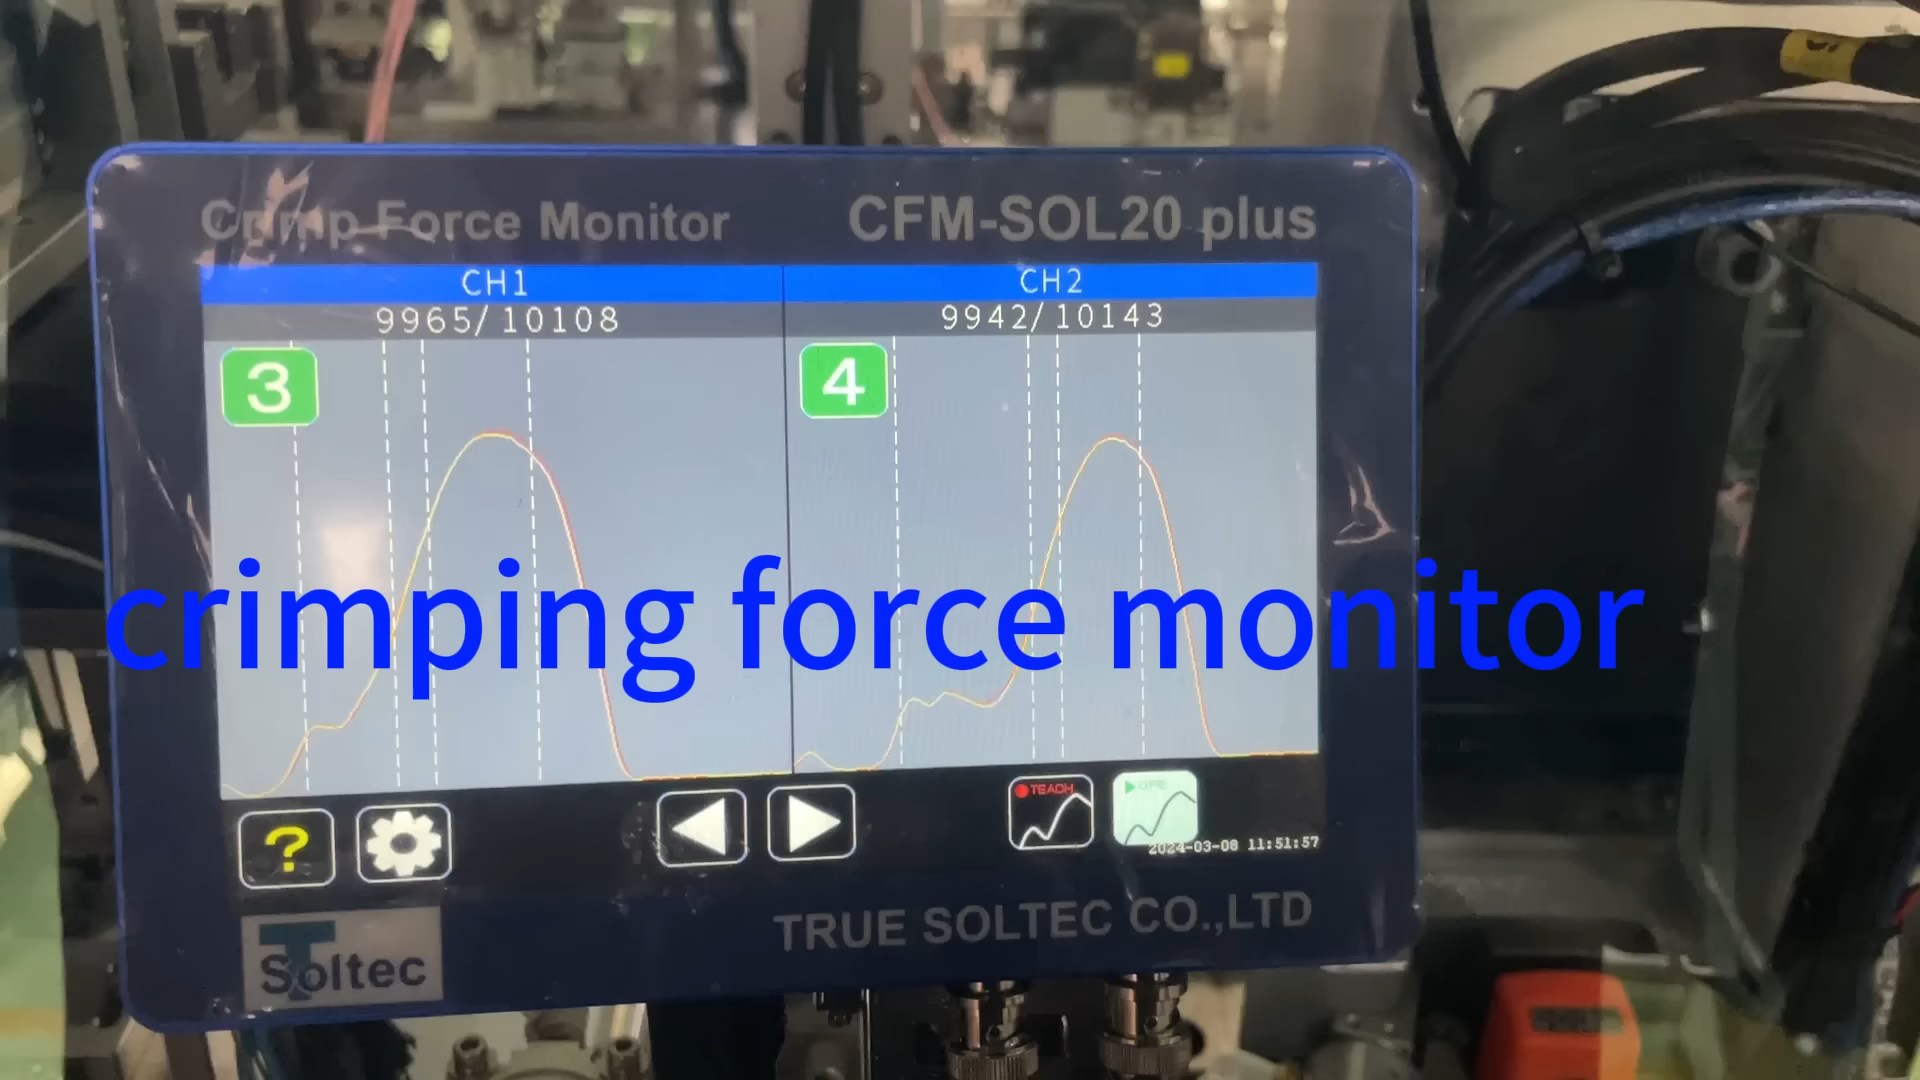 Crimp Force Monitor CFM-SOL20 plus
CH1 CH2
9965/10108 9942/10143
3 4
crimping force monitor
? TEACH
2024-03-08 11:51:57
TRUE SOLTEC CO.,LTD
T
Soltec